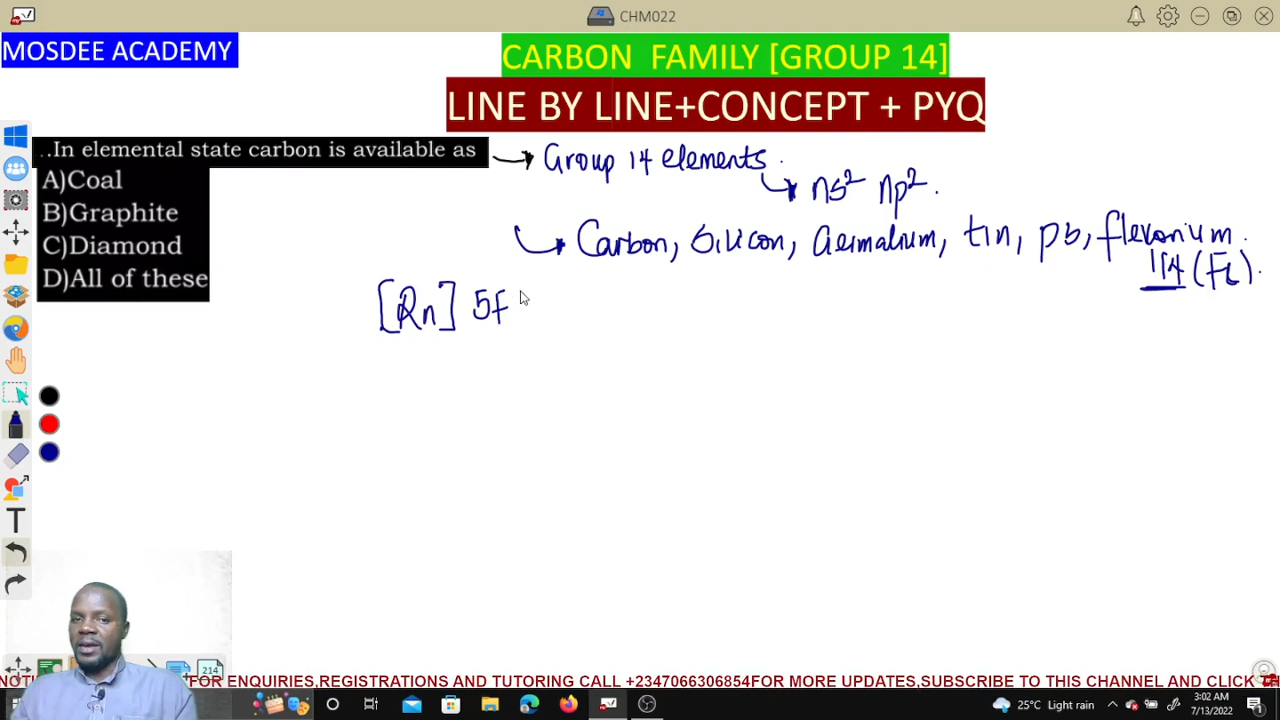 CHM022
MOSDEE ACADEMY
CARBON FAMILY [GROUP 14]
LINE BY LINE+CONCEPT + PYQ
..In elemental state carbon is available as
A)Coal
B)Graphite
C)Diamond
D)All of these
Group 14 elements.
ns² np².
Carbon, Silicon, Germanium, tin, pb, flevonium.
114 (FL).
[Rn] 5f
T
214
FOR ENQUIRIES,REGISTRATIONS AND TUTORING CALL +2347066306854FOR MORE UPDATES,SUBSCRIBE TO THIS CHANNEL AND CLICK T
25°C Light rain
3:02 AM
7/13/2022